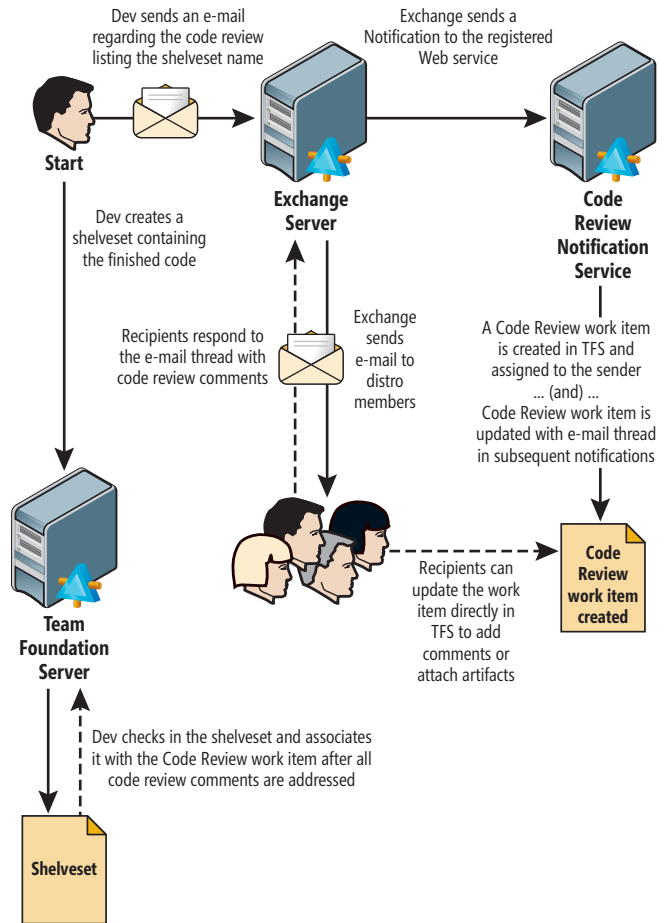 Dev sends an e-mail
regarding the code review
listing the shelveset name
Exchange sends a
Notification to the registered
Web service
Start
Exchange
Server
Code
Review
Notification
Service
Dev creates a
shelveset containing
the finished code
Recipients respond to
the e-mail thread with
code review comments
Exchange
sends
e-mail to
distro
members
A Code Review work item
is created in TFS and
assigned to the sender
... (and) ...
Code Review work item is
updated with e-mail thread
in subsequent notifications
Team
Foundation
Server
Recipients can
update the work
item directly in
TFS to add
comments or
attach artifacts
Code
Review
work item
created
Dev checks in the shelveset and associates
it with the Code Review work item after all
code review comments are addressed
Shelveset